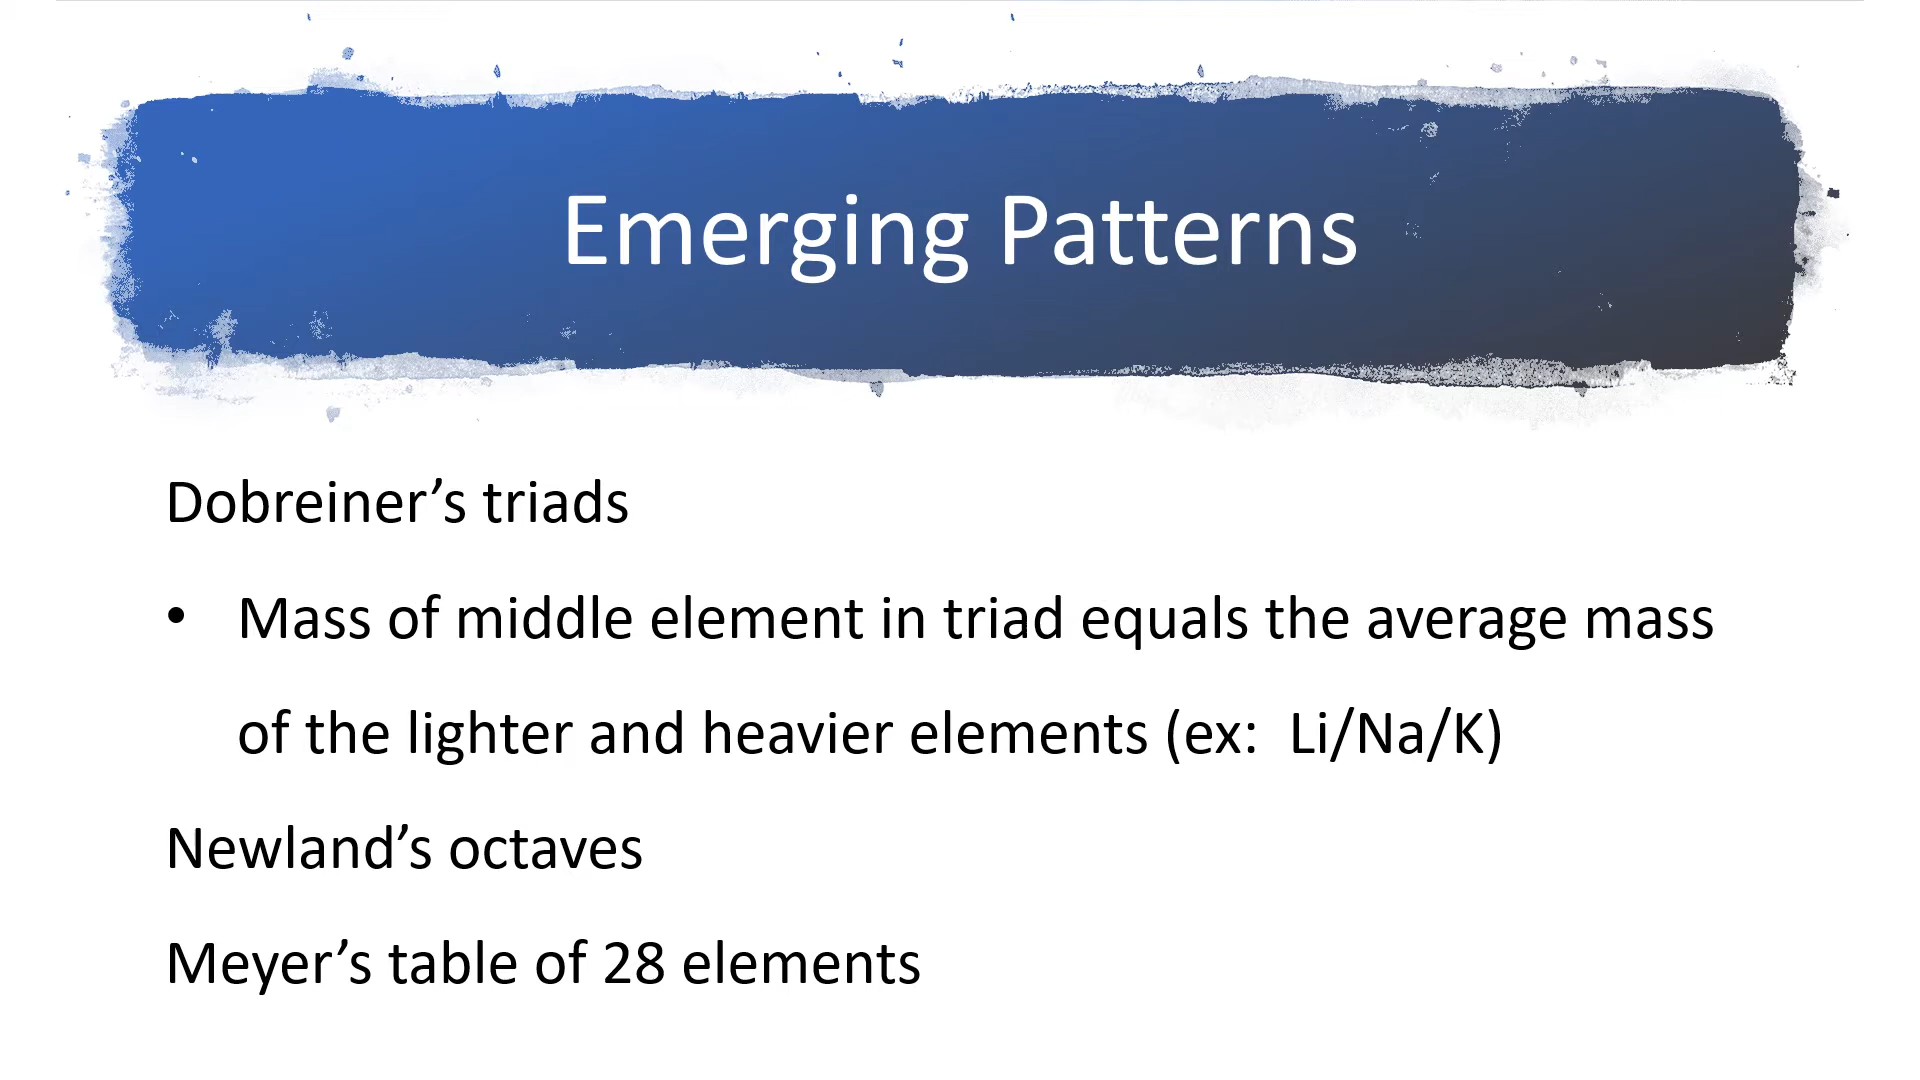 Emerging Patterns
Dobreiner’s triads
• Mass of middle element in triad equals the average mass
of the lighter and heavier elements (ex:  Li/Na/K)
Newland’s octaves
Meyer’s table of 28 elements